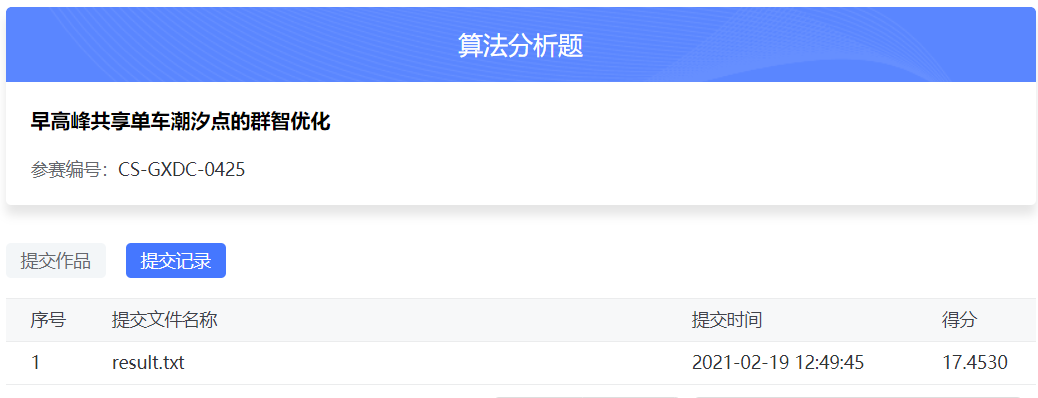 算法分析题
早高峰共享单车潮汐点的群智优化
参赛编号：CS-GXDC-0425
提交作品 提交记录
序号 提交文件名称 提交时间 得分
1 result.txt 2021-02-19 12:49:45 17.4530